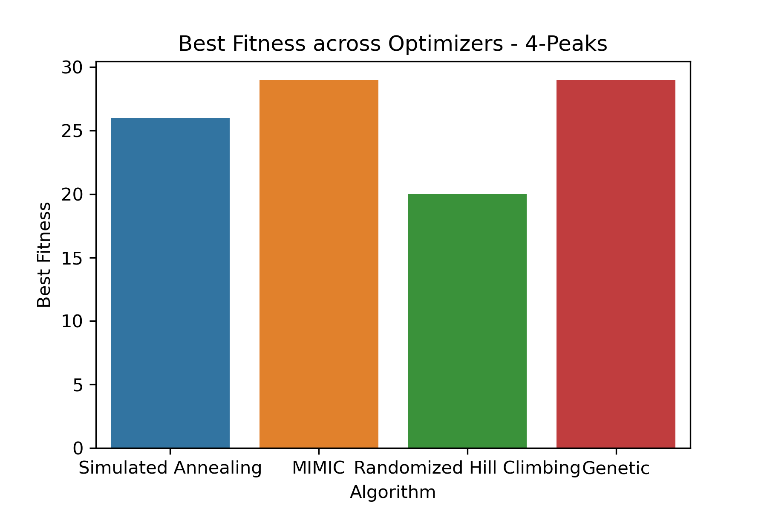 Best Fitness across Optimizers - 4-Peaks
30
25
20
15
10
5
0
Best Fitness
Simulated Annealing MIMIC Randomized Hill Climbing Genetic
Algorithm